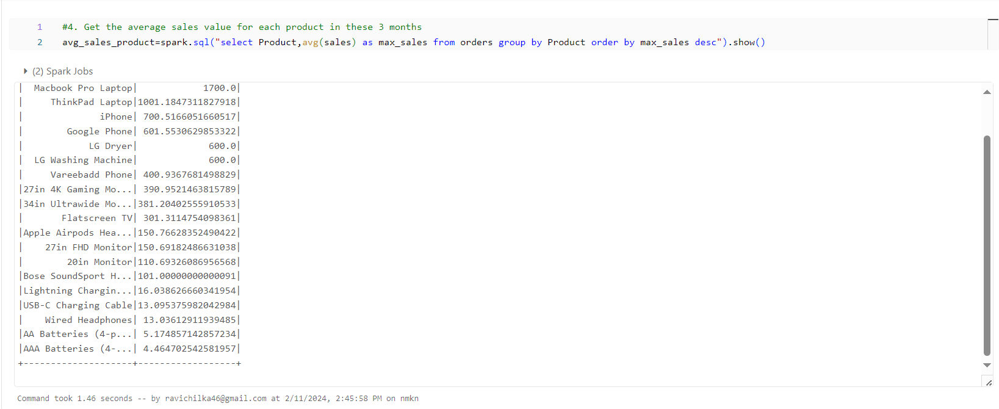 1 #4. Get the average sales value for each product in these 3 months
2 avg_sales_product=spark.sql("select Product,avg(sales) as max_sales from orders group by Product order by max_sales desc").show()
(2) Spark Jobs
|  Macbook Pro Laptop|            1700.0|
|     ThinkPad Laptop|1001.1847311827918|
|              iPhone| 700.5166051660517|
|        Google Phone| 601.5530629853322|
|            LG Dryer|             600.0|
|  LG Washing Machine|             600.0|
|     Vareebadd Phone| 400.9367681498829|
|27in 4K Gaming Mo...| 390.9521463815789|
|34in Ultrawide Mo...|381.20402555910533|
|       Flatscreen TV| 301.3114754098361|
|Apple Airpods Hea...|150.76628352490422|
|    27in FHD Monitor|150.69182486631038|
|        20in Monitor|110.69326086956568|
|Bose SoundSport H...|101.00000000000091|
|Lightning Chargin...|16.038626660341954|
|USB-C Charging Cable|13.095375982042984|
|    Wired Headphones| 13.03612911939485|
|AA Batteries (4-p...| 5.174857142857234|
|AAA Batteries (4-...| 4.464702542581957|
+--------------------+------------------+
Command took 1.46 seconds -- by ravichilka46@gmail.com at 2/11/2024, 2:45:58 PM on nmkn